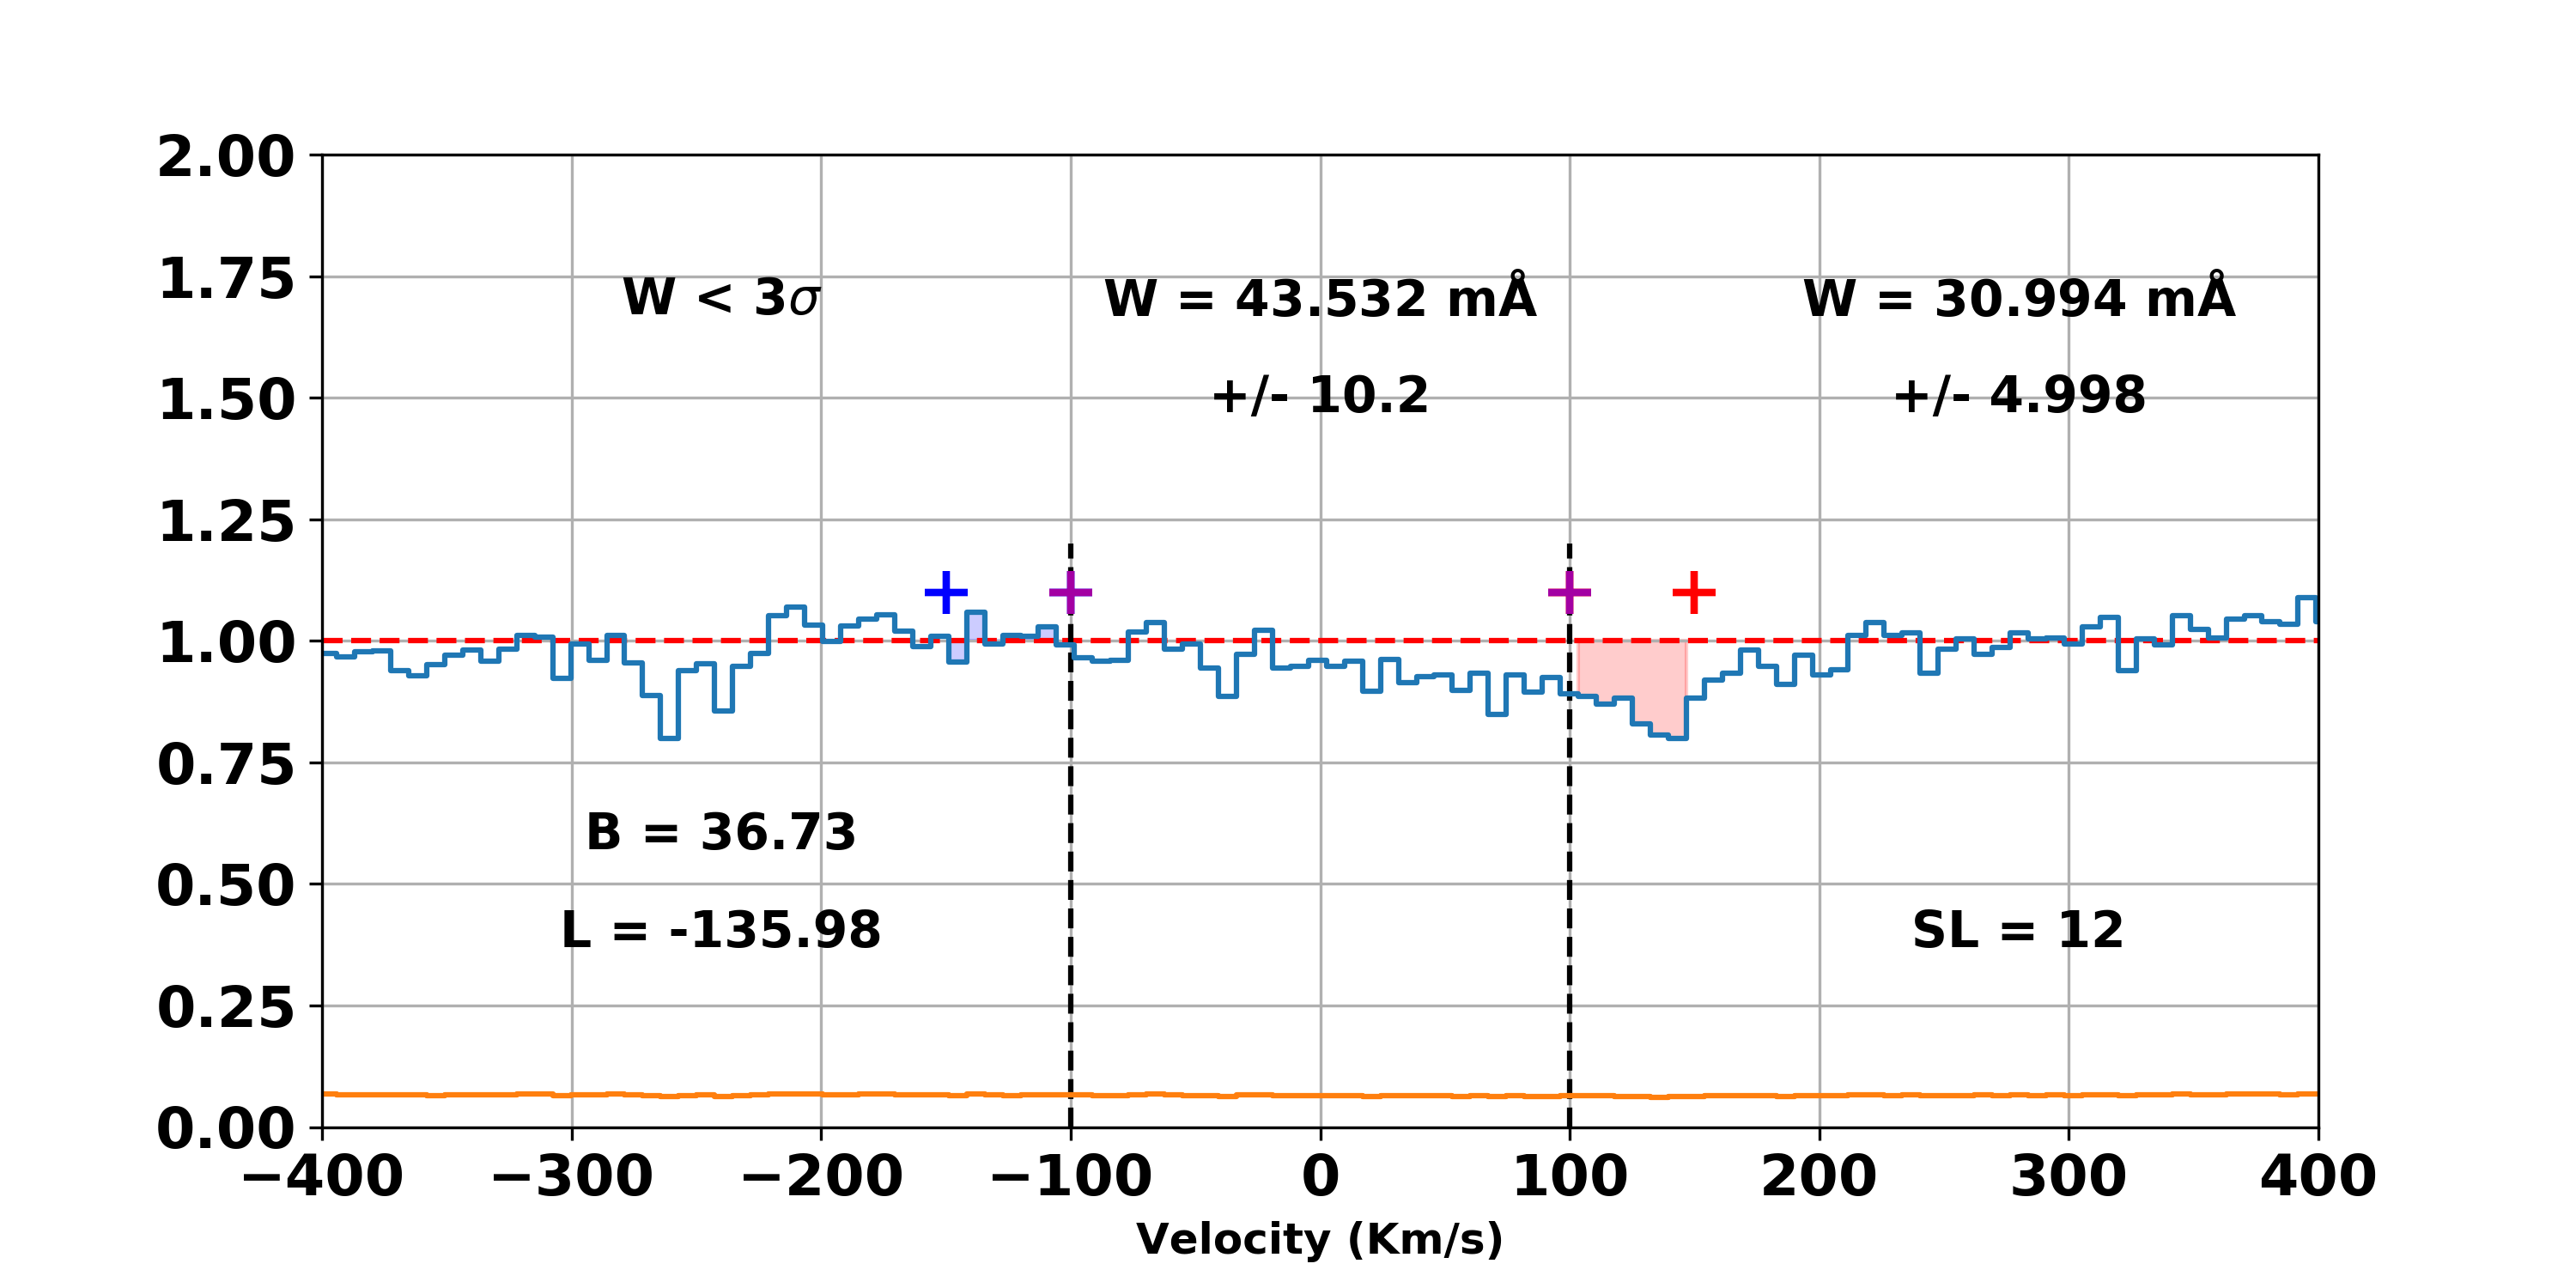 2.00
1.75
W < 3σ
W = 43.532 mÅ
W = 30.994 mÅ
1.50
+/- 10.2
+/- 4.998
1.25
1.00
0.75
B = 36.73
0.50
L = -135.98
SL = 12
0.25
0.00
−400 −300 −200 −100 0 100 200 300 400
Velocity (Km/s)